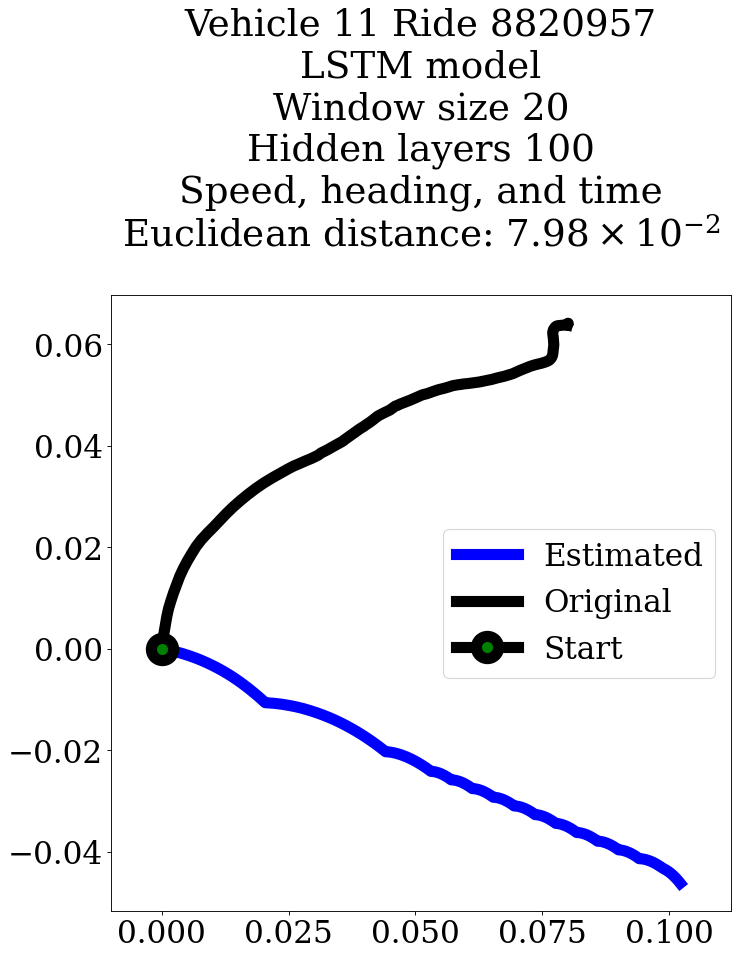 Vehicle 11 Ride 8820957
LSTM model
Window size 20
Hidden layers 100
Speed, heading, and time
Euclidean distance: 7.98 × 10⁻²
0.06
0.04
0.02
0.00
−0.02
−0.04
Estimated
Original
Start
0.000 0.025 0.050 0.075 0.100